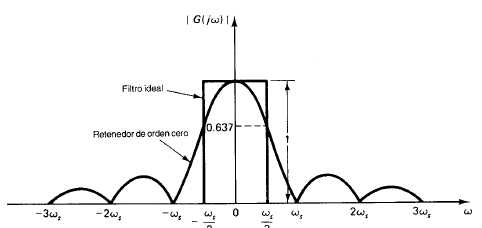 | G(jω) |
Filtro ideal
Retenedor de orden cero
0.637
-3ωs -2ωs -ωs - ωs/2 0 ωs/2 ωs 2ωs 3ωs ω